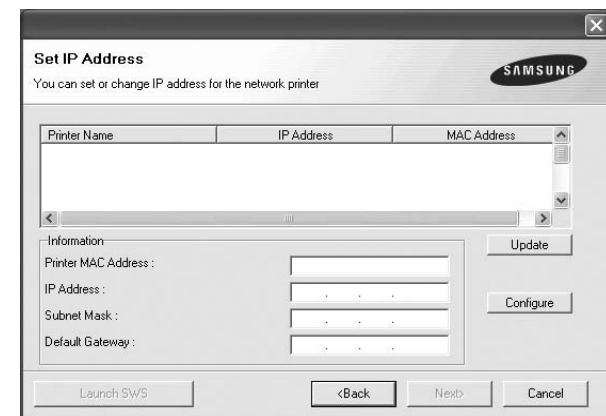 Set IP Address
You can set or change IP address for the network printer
SAMSUNG
Printer Name IP Address MAC Address
Information
Update
Printer MAC Address :
IP Address : . . .
Configure
Subnet Mask : . . .
Default Gateway : . . .
Launch SWS <Back Next> Cancel